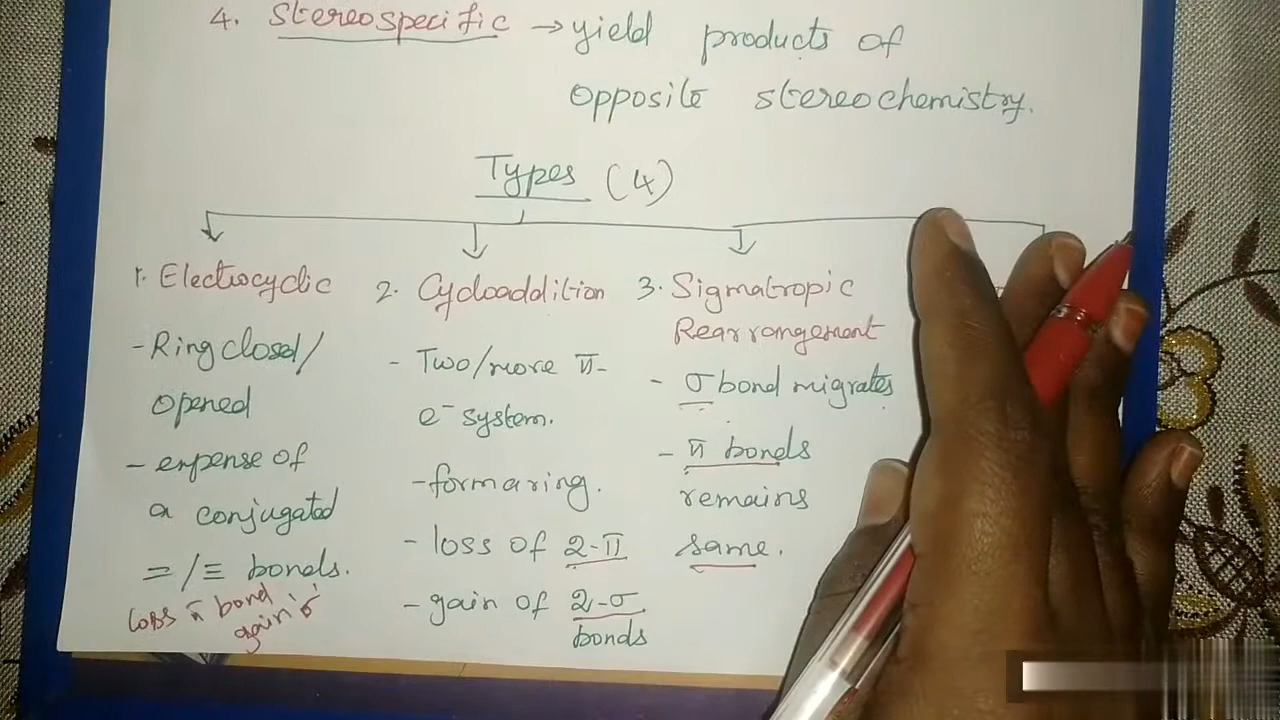 4. Stereospecific → yield products of
opposite stereochemistry.
Types (4)
1. Electrocyclic
- Ring closed/
opened
- expense of
a conjugated
=/≡ bonds.
loss π bond
gain 'σ'
2. Cycloaddition
- Two/more π-
e⁻ system.
- form a ring.
- loss of 2-π
- gain of 2-σ
bonds
3. Sigmatropic
Rearrangement
- σ bond migrates
- π bonds
remains
same.